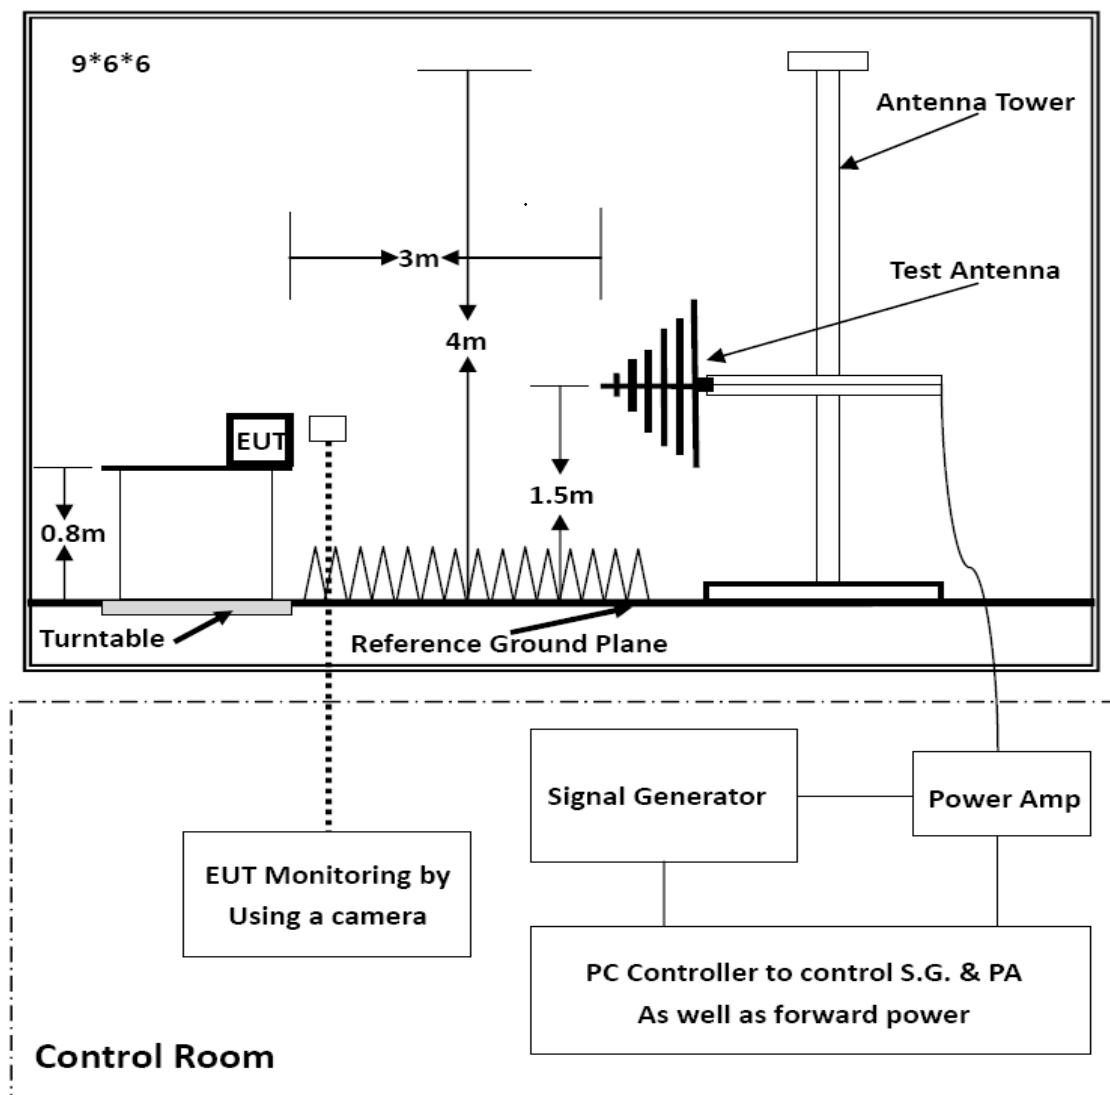 9*6*6
Antenna Tower
3m
Test Antenna
4m
EUT
1.5m
0.8m
Turntable
Reference Ground Plane
Signal Generator
Power Amp
EUT Monitoring by
Using a camera
PC Controller to control S.G. & PA
As well as forward power
Control Room